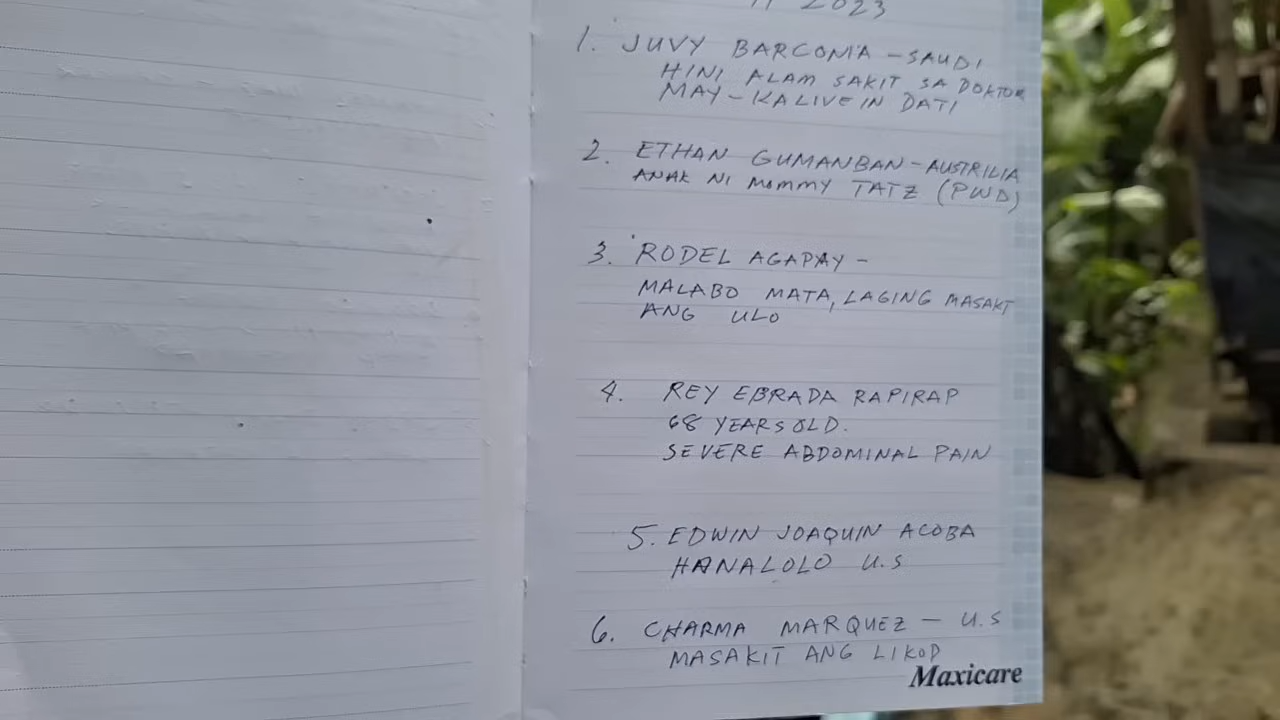 2023
1. JUVY BARCONIA - SAUDI
HINI ALAM SAKIT SA DOKTOR
MAY - KALIVE IN DATI
2. ETHAN GUMANBAN - AUSTRILIA
ANAK NI MOMMY TATZ (PWD)
3. RODEL AGAPAY -
MALABO MATA, LAGING MASAKT
ANG ULO
4. REY EBRADA RAPIRAP
68 YEARS OLD.
SEVERE ABDOMINAL PAIN
5. EDWIN JOAQUIN ACOBA
HANALOLO U.S
6. CHARMA MARQUEZ - U.S
MASAKIT ANG LIKOD
Maxicare